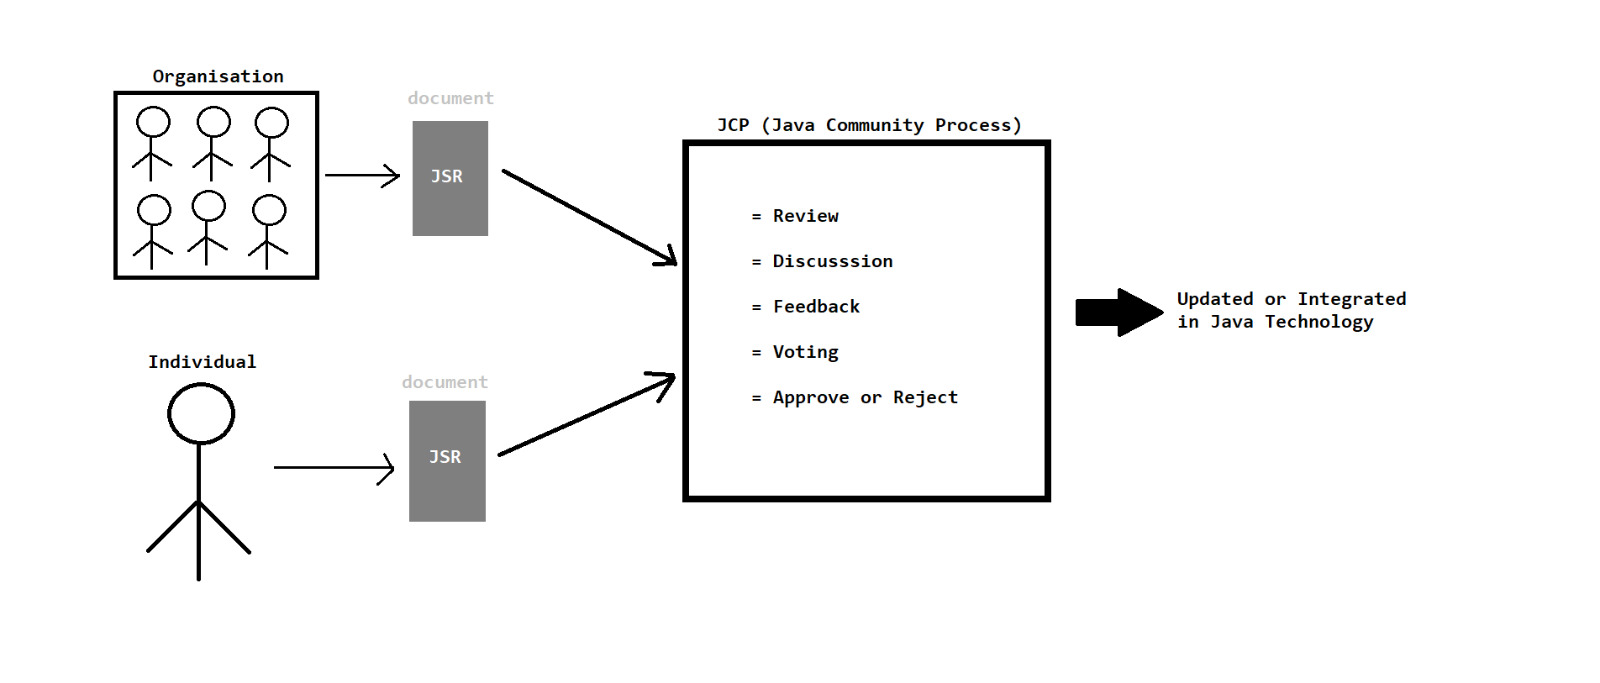 Organisation
document
JSR
JCP (Java Community Process)
= Review
= Discusssion
= Feedback
= Voting
= Approve or Reject
Updated or Integrated
in Java Technology
Individual
document
JSR